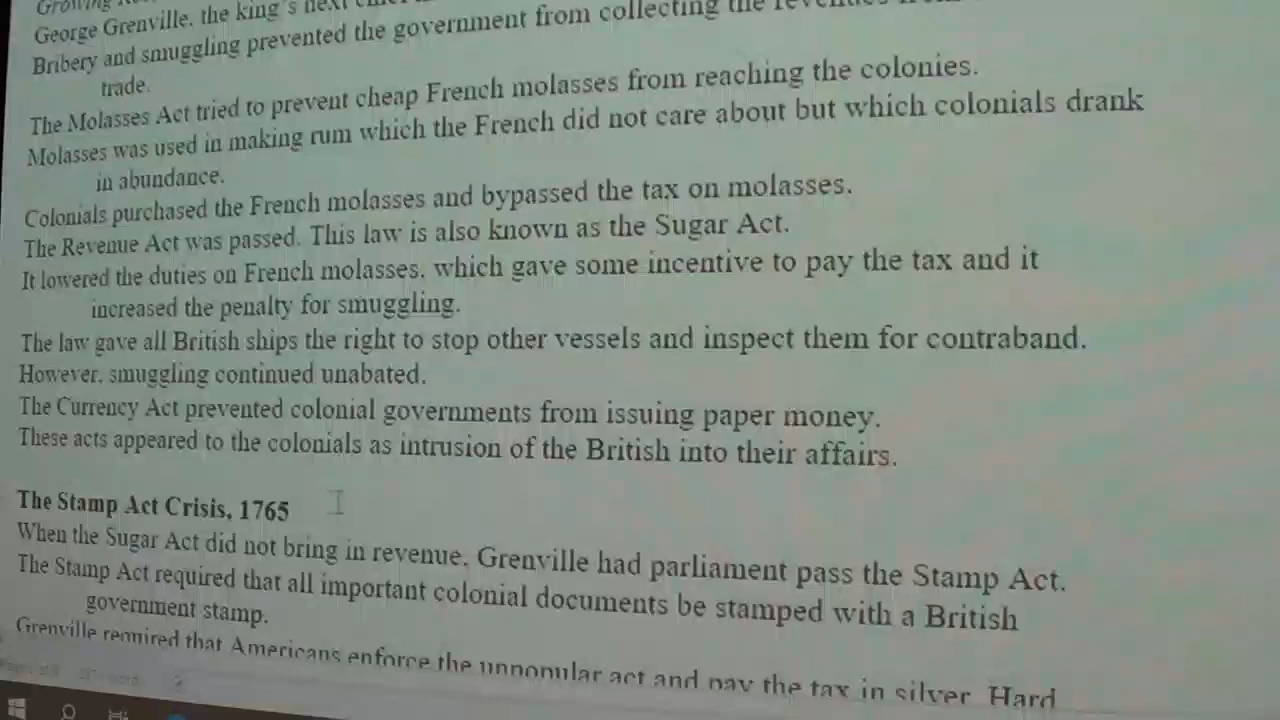 Growing
George Grenville, the king's next
Bribery and smuggling prevented the government from collecting the
trade.
The Molasses Act tried to prevent cheap French molasses from reaching the colonies.
Molasses was used in making rum which the French did not care about but which colonials drank
in abundance.
Colonials purchased the French molasses and bypassed the tax on molasses.
The Revenue Act was passed. This law is also known as the Sugar Act.
It lowered the duties on French molasses, which gave some incentive to pay the tax and it
increased the penalty for smuggling.
The law gave all British ships the right to stop other vessels and inspect them for contraband.
However, smuggling continued unabated.
The Currency Act prevented colonial governments from issuing paper money.
These acts appeared to the colonials as intrusion of the British into their affairs.
The Stamp Act Crisis, 1765
When the Sugar Act did not bring in revenue, Grenville had parliament pass the Stamp Act.
The Stamp Act required that all important colonial documents be stamped with a British
government stamp.
Grenville required that Americans enforce the unpopular act and pay the tax in silver. Hard